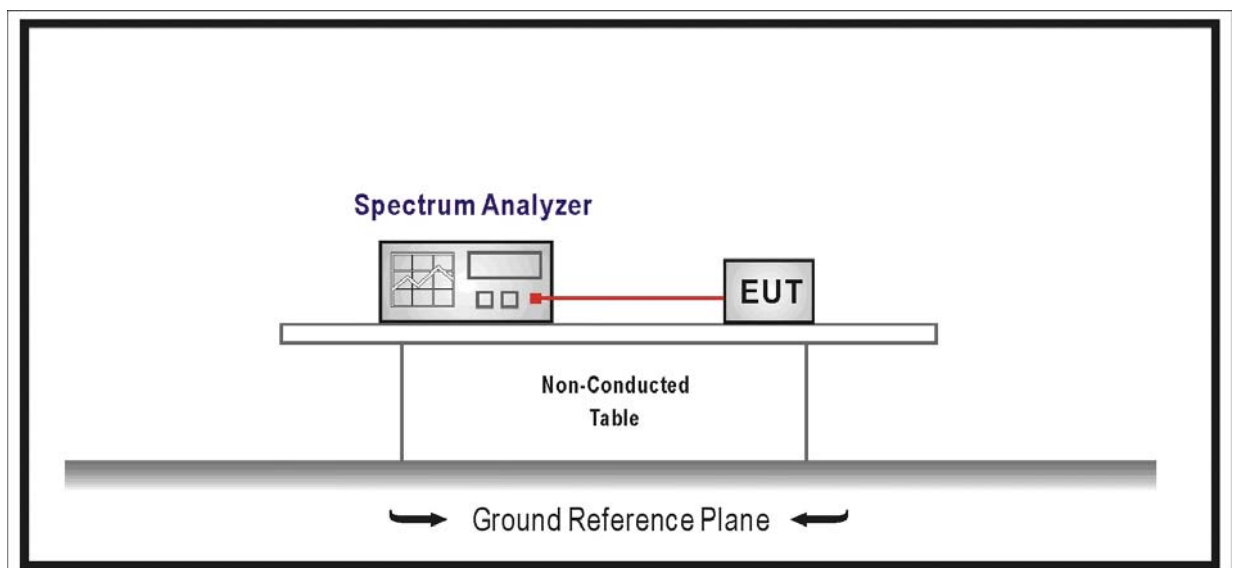 Spectrum Analyzer
EUT
Non-Conducted
Table
Ground Reference Plane